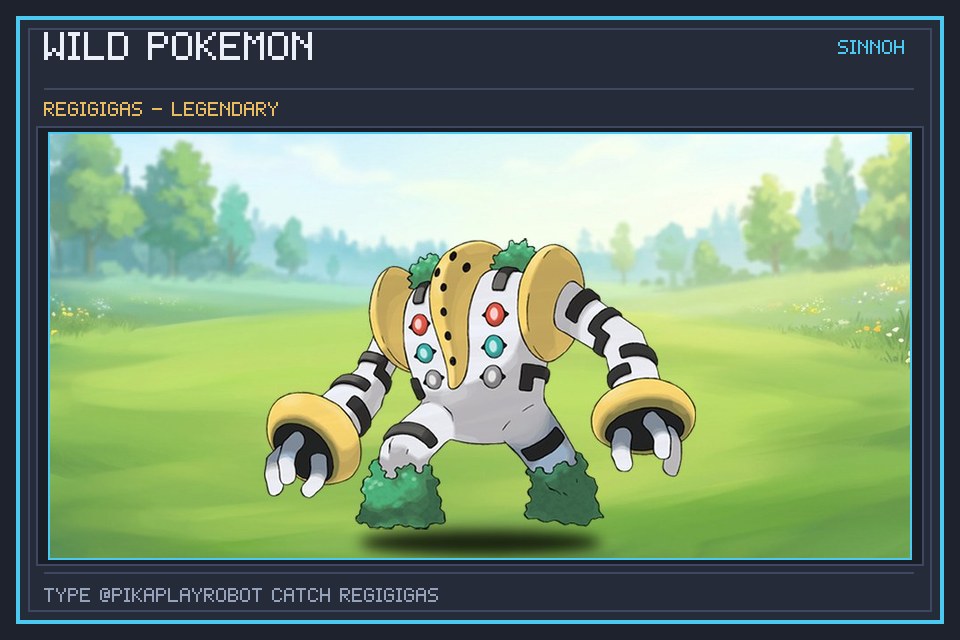 WILD POKEMON
SINNOH
REGIGIGAS - LEGENDARY
TYPE @PIKAPLAYROBOT CATCH REGIGIGAS